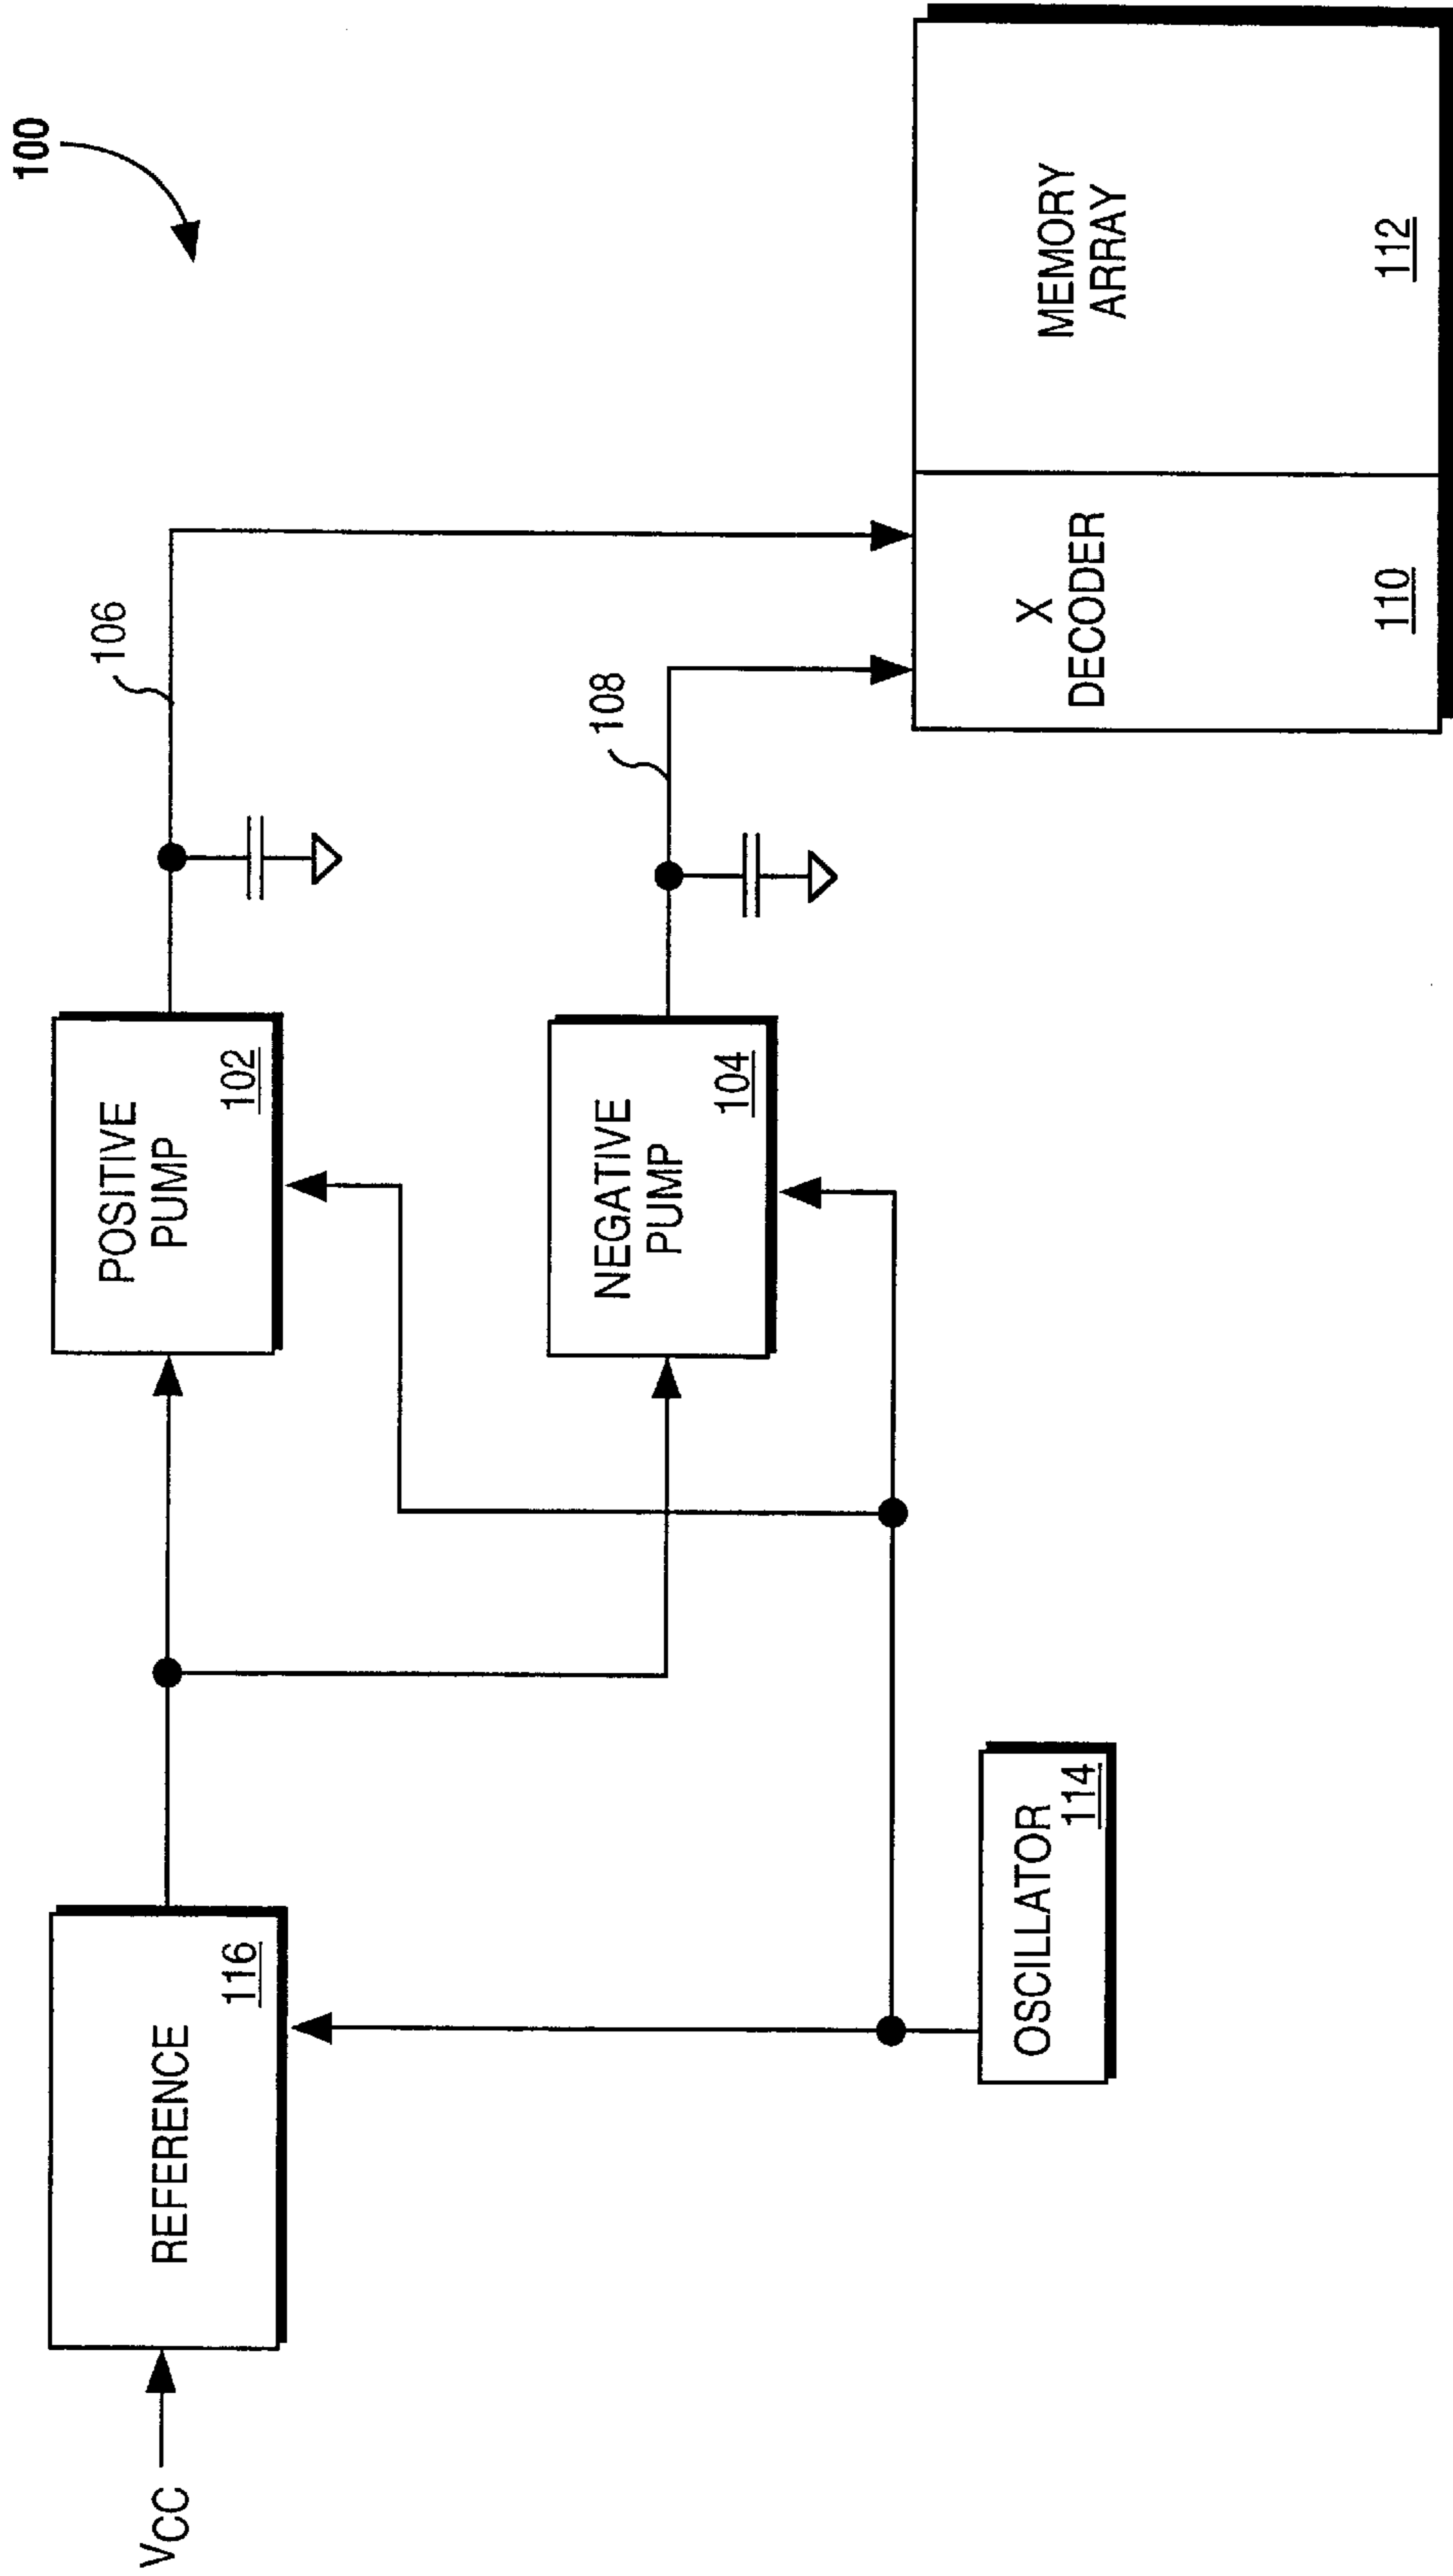 100
VCC
REFERENCE
116
POSITIVE
PUMP
102
106
NEGATIVE
PUMP
104
108
OSCILLATOR
114
X
DECODER
110
MEMORY
ARRAY
112